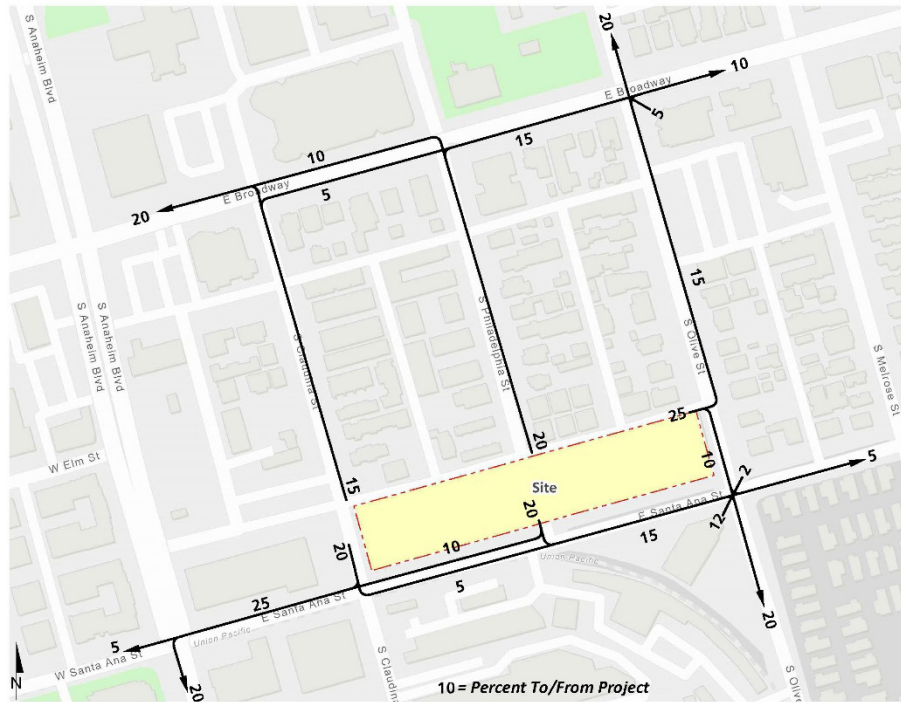 S Anaheim Blvd
20
10
E Broadway
5
15
10
5
E Broadway
20
S Anaheim Blvd
S Anaheim Blvd
S Claudina St
S Philadelphia St
15
S Olive St
S Melrose St
W Elm St
15
20
25
10
Site
20
E Santa Ana St
2
12
5
20
10
15
5
Union Pacific
25
E Santa Ana St
5
Union Pacific
W Santa Ana St
20
20
S Claudina
S Olive
N
10 = Percent To/From Project